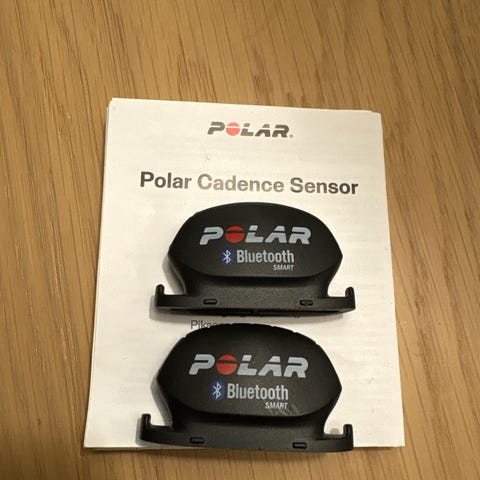 POLAR®
Polar Cadence Sensor
POLAR
Bluetooth
SMART
POLAR
Bluetooth
SMART